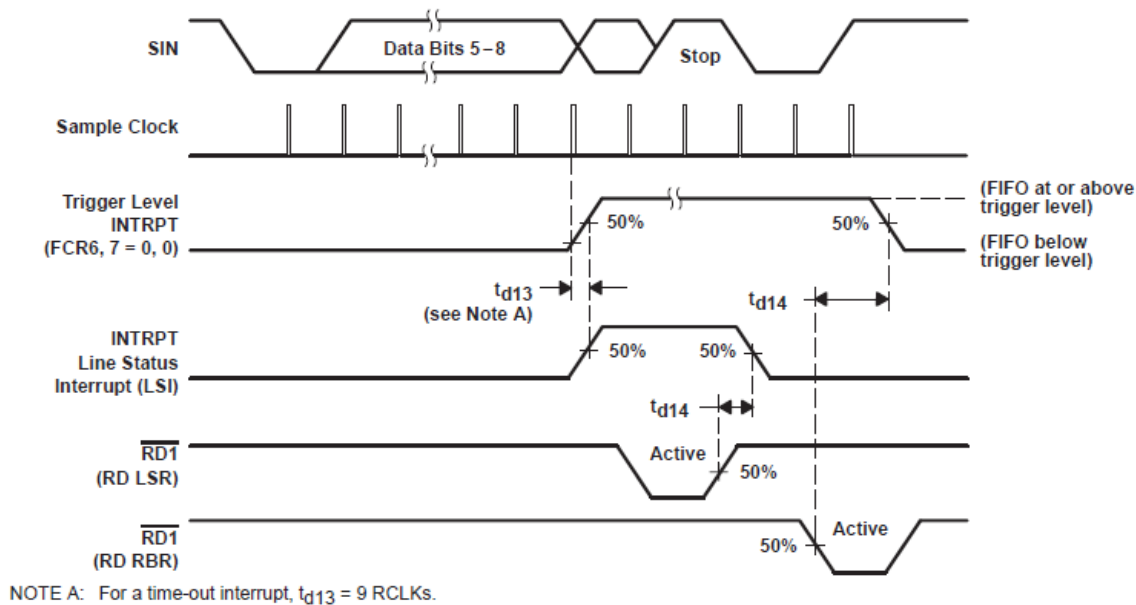 SIN
Data Bits 5–8
Stop
Sample Clock
Trigger Level
INTRPT
(FCR6, 7 = 0, 0)
50%
50%
(FIFO at or above
trigger level)
(FIFO below
trigger level)
td13
(see Note A)
td14
INTRPT
Line Status
Interrupt (LSI)
50%
50%
td14
RD1
(RD LSR)
Active
50%
RD1
(RD RBR)
50%
Active
NOTE A: For a time-out interrupt, td13 = 9 RCLKs.